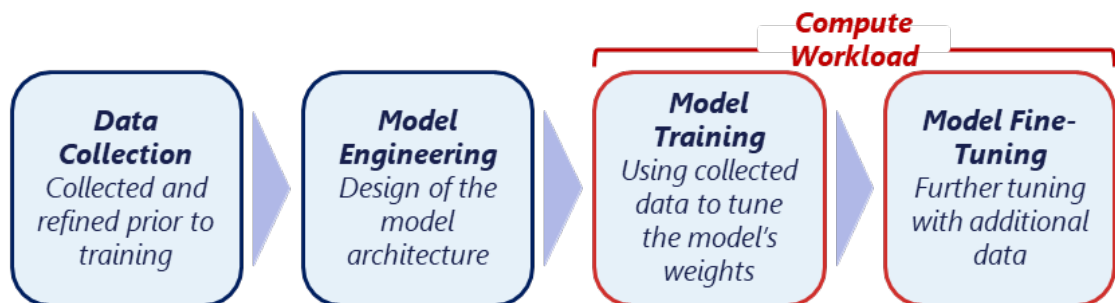 Compute
Workload
Data
Collection
Collected and
refined prior to
training
Model
Engineering
Design of the
model
architecture
Model
Training
Using collected
data to tune
the model's
weights
Model Fine-
Tuning
Further tuning
with additional
data